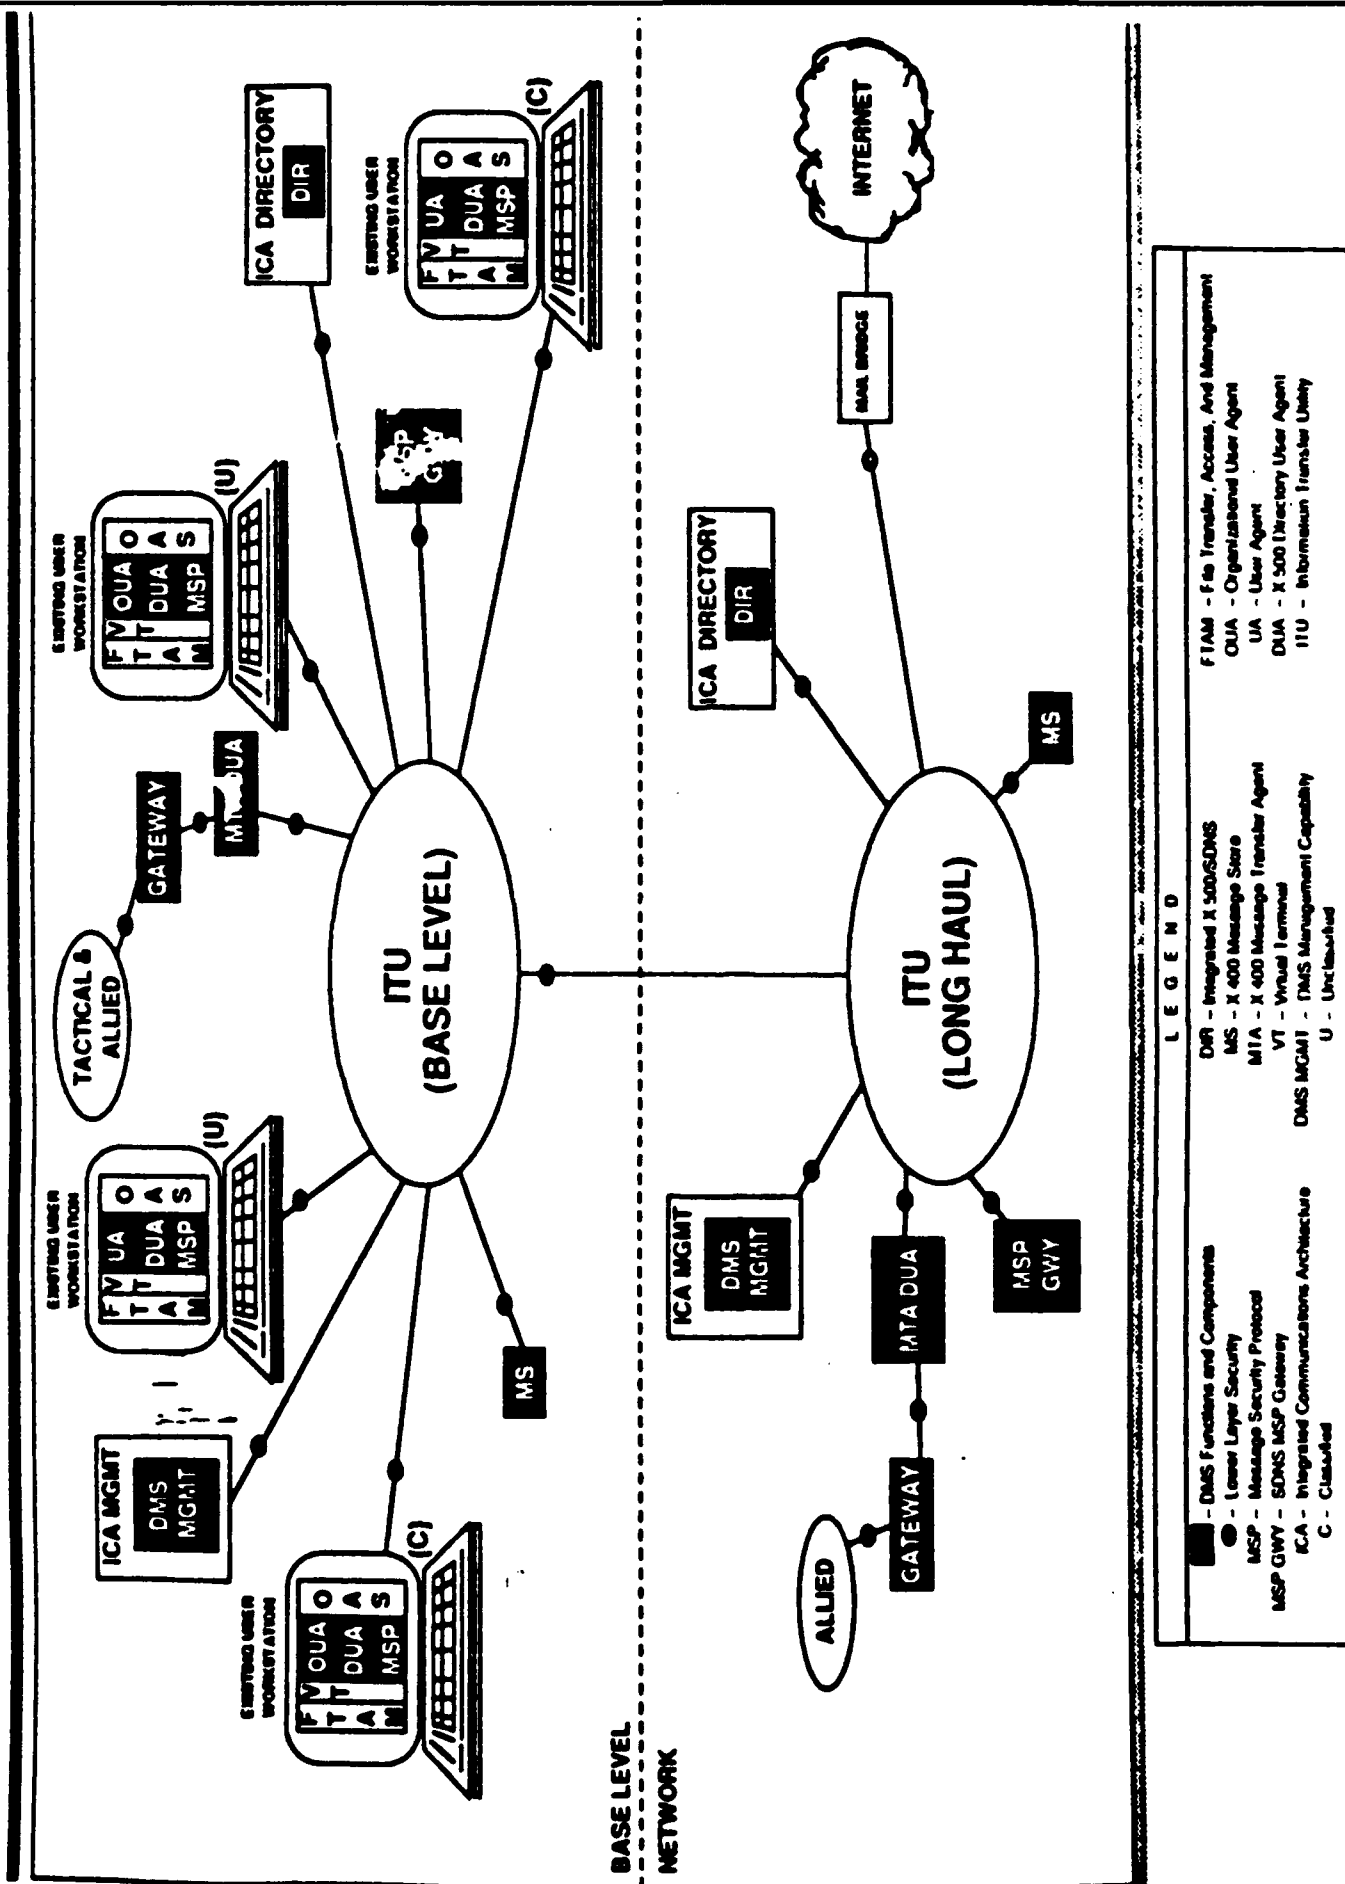 EXISTING USER
WORKSTATION
F V OUA O
T T DUA A
A MSP S
M
(C)
ICA MGMT
DMS
MGMT
EXISTING USER
WORKSTATION
F V UA O
T T DUA A
A MSP S
M
(U)
MS
TACTICAL &
ALLIED
GATEWAY
DUA
EXISTING USER
WORKSTATION
F V OUA O
T T DUA A
A MSP S
M
(U)
ICA DIRECTORY
DIR
EXISTING USER
WORKSTATION
F V UA O
T T DUA A
A MSP S
M
(C)
ITU
(BASE LEVEL)
BASE LEVEL
NETWORK
ICA MGMT
DMS
MGMT
ALLIED
GATEWAY
MTA DUA
MSP
GWY
ITU
(LONG HAUL)
MS
ICA DIRECTORY
DIR
MAIL BRIDGE
INTERNET
LEGEND
- DMS Functions and Components
- Lower Layer Security
MSP - Message Security Protocol
MSP GWY - SDNS MSP Gateway
ICA - Integrated Communications Architecture
C - Classified
DIR - Integrated X 500/SDNS
MS - X 400 Message Store
MTA - X 400 Message Transfer Agent
VT - Virtual Terminal
DMS MGMT - DMS Management Capability
U - Unclassified
FTAM - File Transfer, Access, And Management
OUA - Organizational User Agent
UA - User Agent
DUA - X 500 Directory User Agent
ITU - Information Transfer Utility